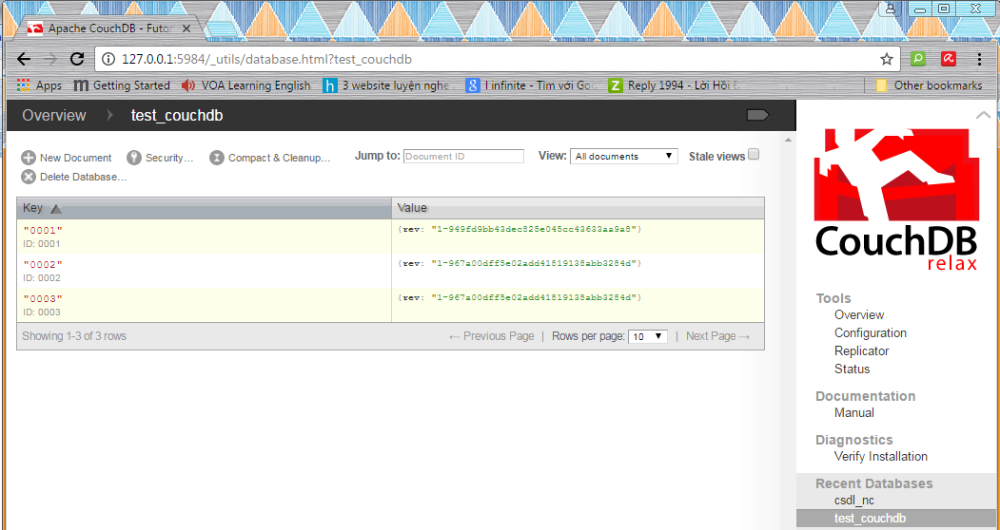 Apache CouchDB - Futor
127.0.0.1:5984/_utils/database.html?test_couchdb
Apps Getting Started VOA Learning English 3 website luyện nghe I infinite - Tìm với Goo Reply 1994 - Lời Hồi Other bookmarks
Overview test_couchdb
New Document Security... Compact & Cleanup... Jump to: Document ID View: All documents Stale views
Delete Database...
Key Value
"0001" {rev: "1-949fd9bb43dec825e045cc43633aa9a8"}
ID: 0001
"0002" {rev: "1-967a00dff5e02add41819138abb3284d"}
ID: 0002
"0003" {rev: "1-967a00dff5e02add41819138abb3284d"}
ID: 0003
Showing 1-3 of 3 rows ← Previous Page | Rows per page: 10 | Next Page →
CouchDB
relax
Tools
Overview
Configuration
Replicator
Status
Documentation
Manual
Diagnostics
Verify Installation
Recent Databases
csdl_nc
test_couchdb